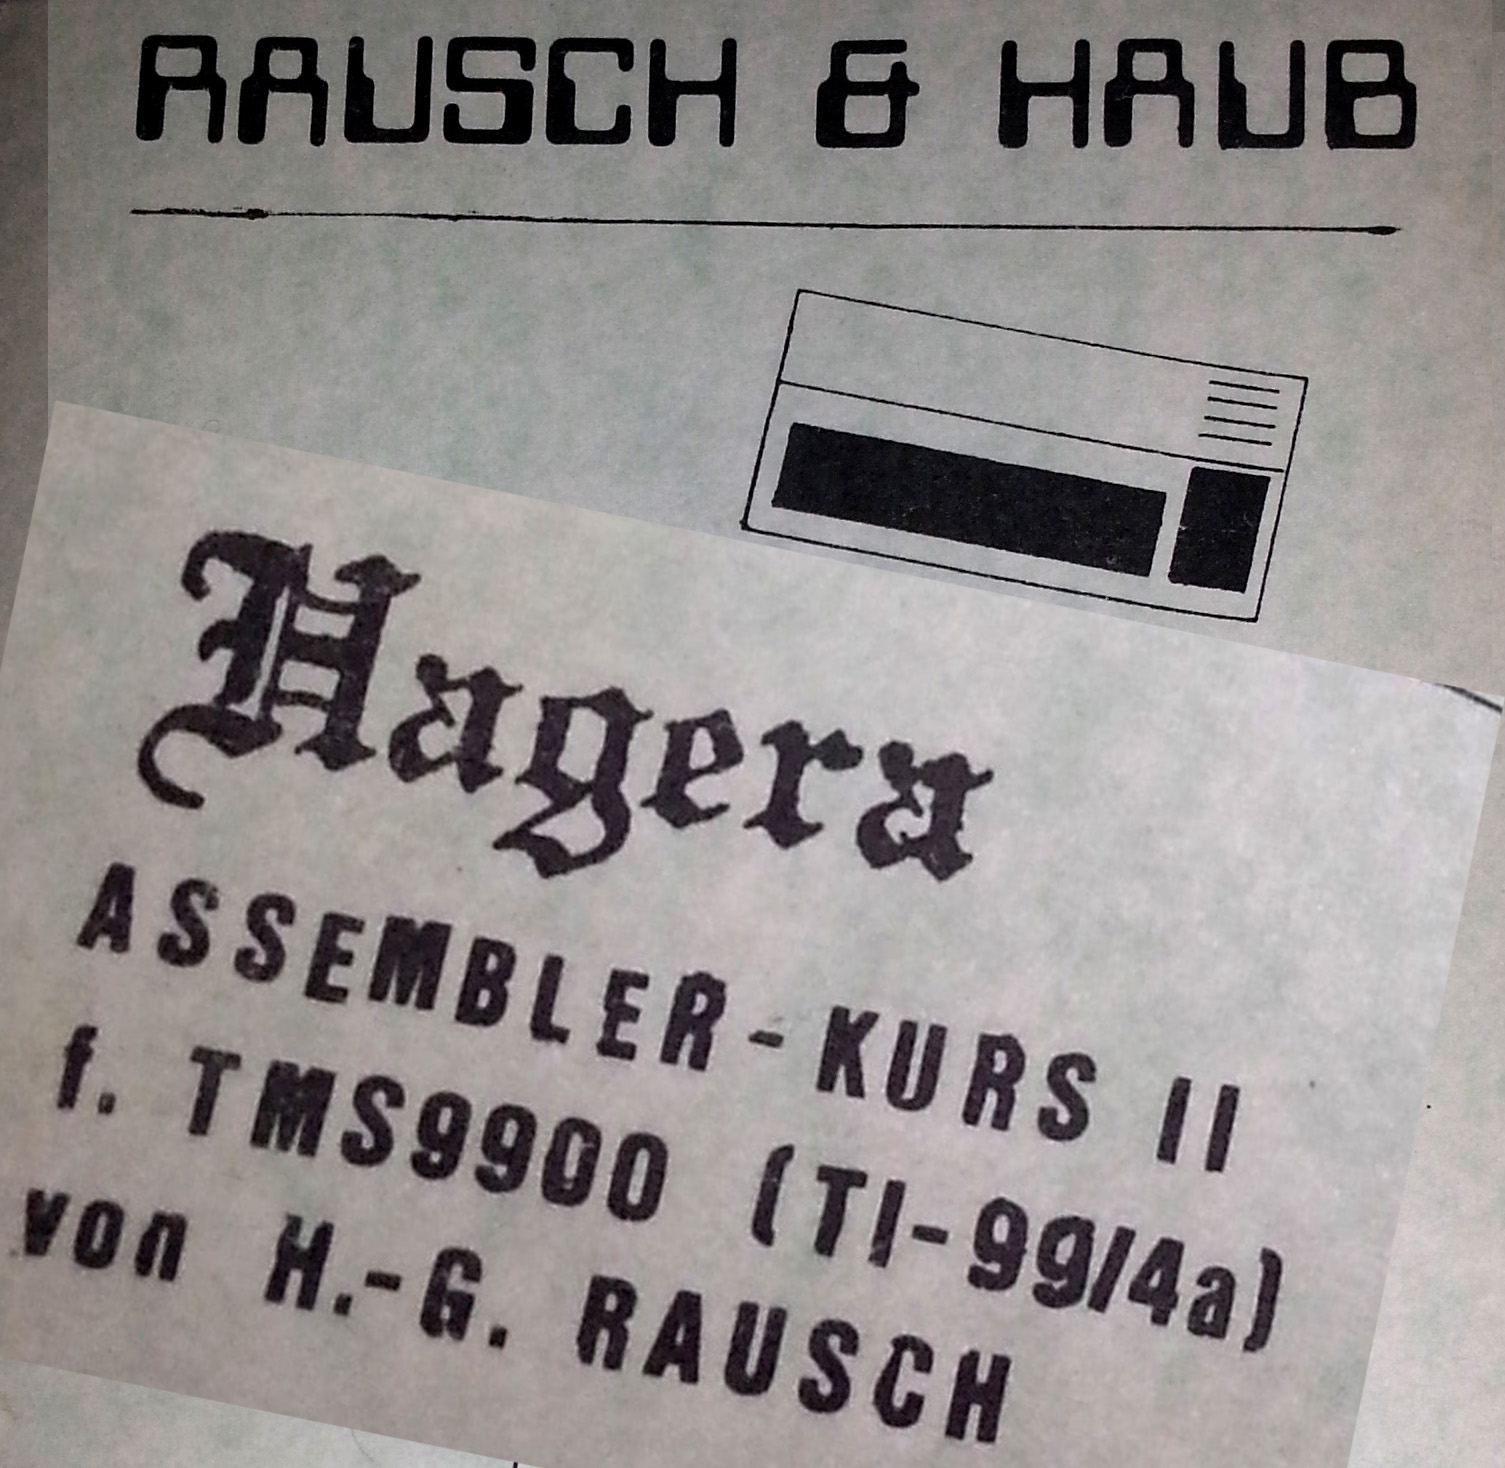 RAUSCH & HAUB
Hagera
ASSEMBLER-KURS II
f. TMS9900 (TI-99/4a)
von H.-G. RAUSCH